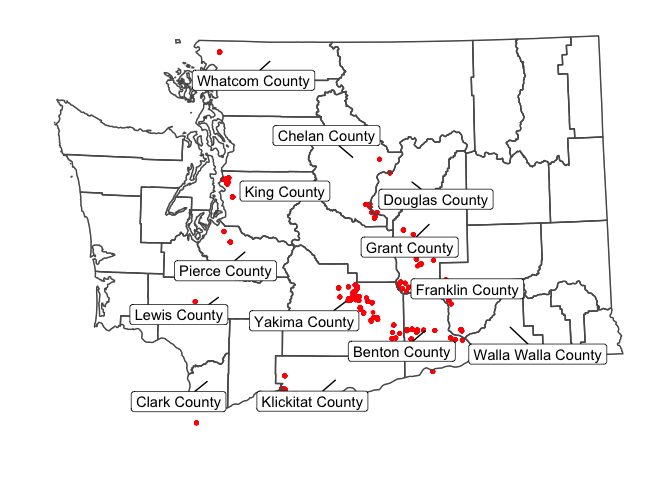 Whatcom County
Chelan County
King County
Douglas County
Grant County
Pierce County
Franklin County
Lewis County
Yakima County
Benton County
Walla Walla County
Clark County
Klickitat County